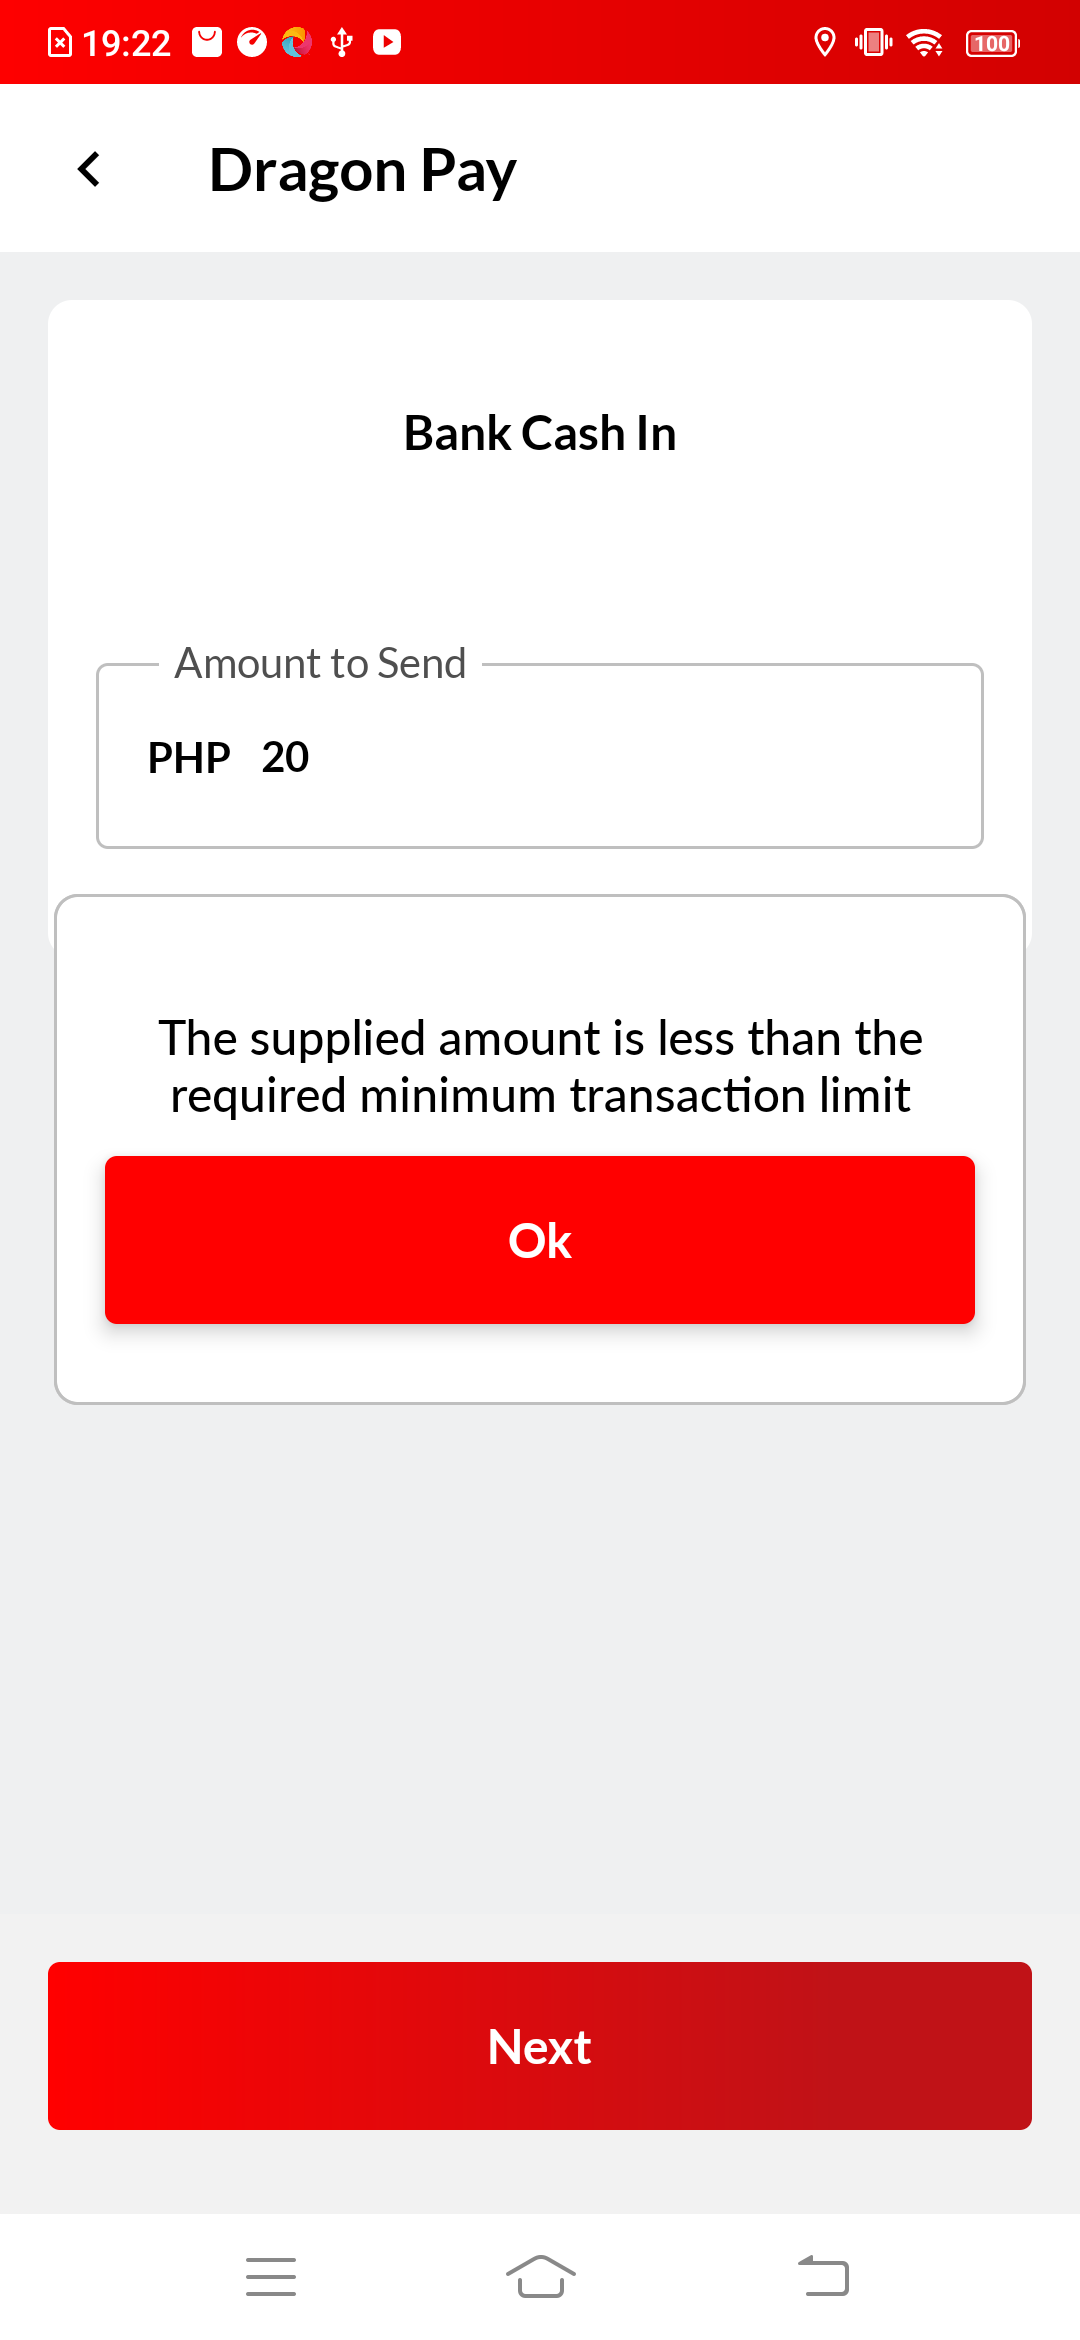 19:22
100
Dragon Pay
Bank Cash In
Amount to Send
PHP 20
The supplied amount is less than the
required minimum transaction limit
Ok
Next